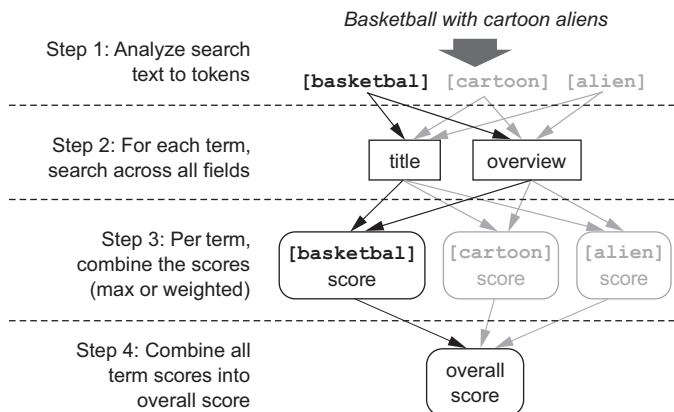 Basketball with cartoon aliens
Step 1: Analyze search
text to tokens
[basketbal] [cartoon] [alien]
Step 2: For each term,
search across all fields
title
overview
Step 3: Per term,
combine the scores
(max or weighted)
[basketbal]
score
[cartoon]
score
[alien]
score
Step 4: Combine all
term scores into
overall score
overall
score